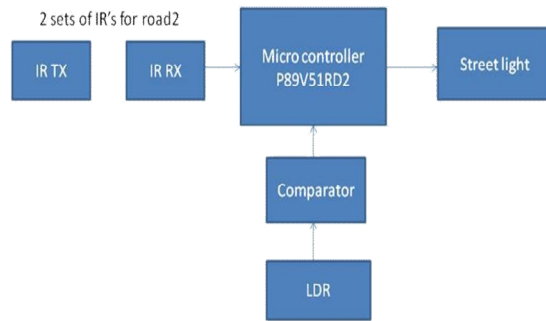 2 sets of IR's for road2
IR TX
IR RX
Micro controller
P89V51RD2
Street light
Comparator
LDR